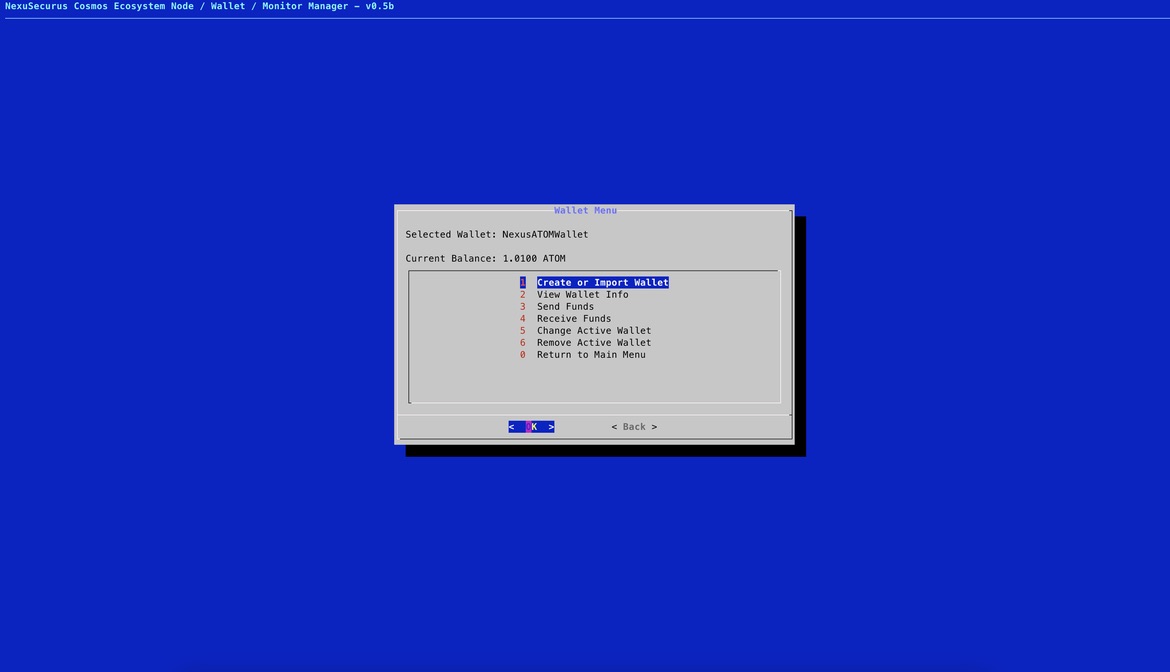 NexuSecurus Cosmos Ecosystem Node / Wallet / Monitor Manager — v0.5b
Wallet Menu
Selected Wallet: NexusATOMWallet
Current Balance: 1.0100 ATOM
1 Create or Import Wallet
2 View Wallet Info
3 Send Funds
4 Receive Funds
5 Change Active Wallet
6 Remove Active Wallet
0 Return to Main Menu
< OK > < Back >